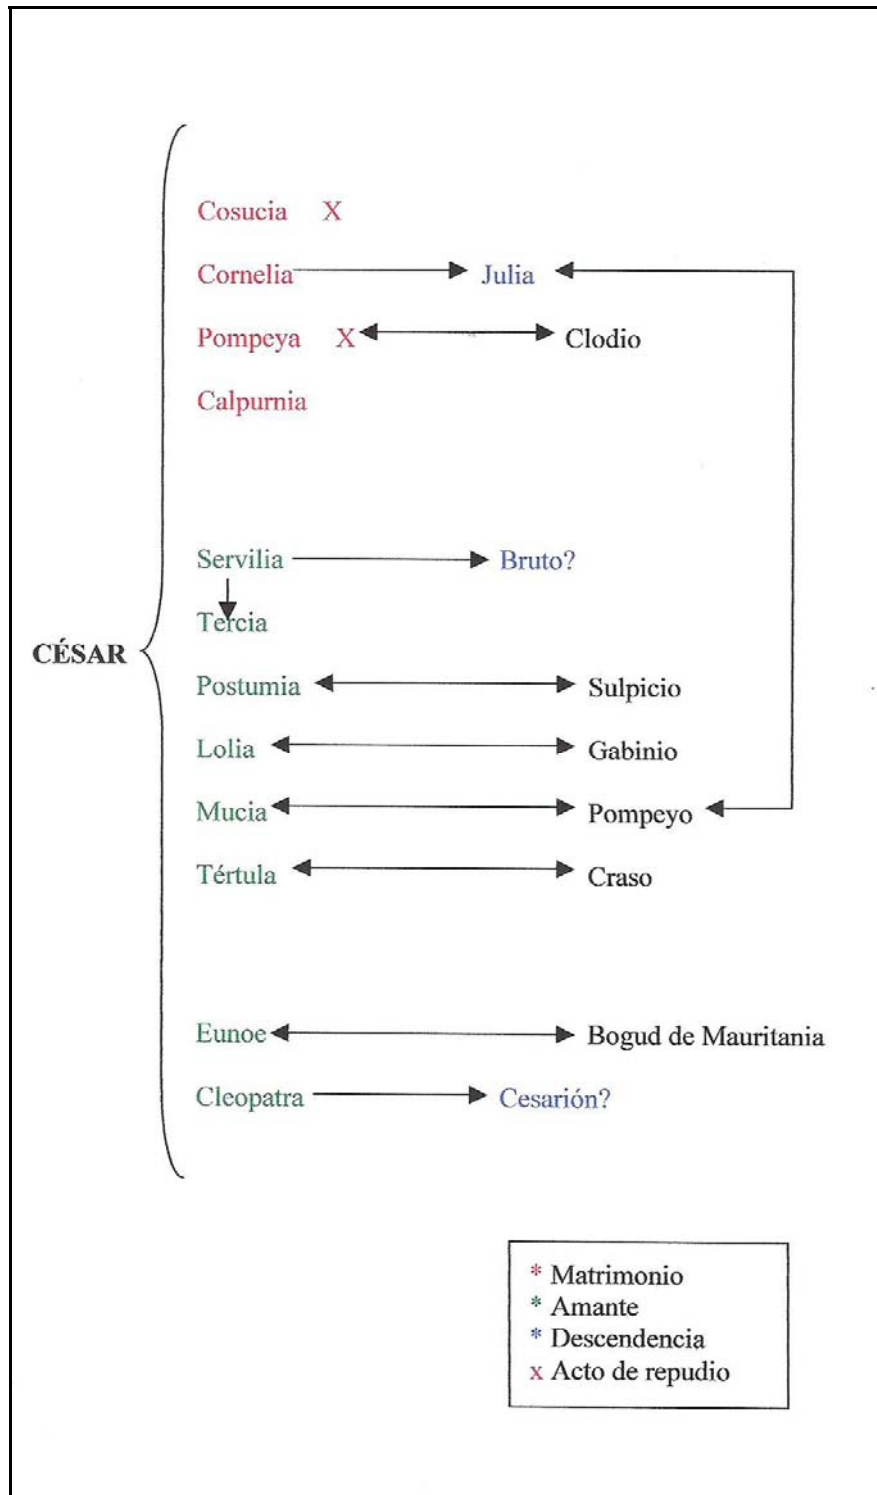 Cosucia X
Cornelia Julia
Pompeya X Clodio
Calpurnia
Servilia Bruto?
Tercia
CÉSAR
Postumia Sulpicio
Lolia Gabinio
Mucia Pompeyo
Tértula Craso
Eunoe Bogud de Mauritania
Cleopatra Cesarión?
* Matrimonio
* Amante
* Descendencia
x Acto de repudio